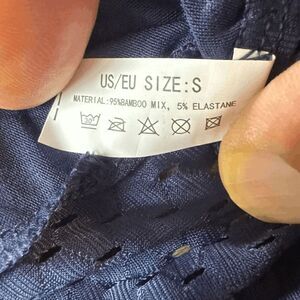 US/EU SIZE:S
MATERIAL:95%BAMBOO MIX, 5% ELASTANE